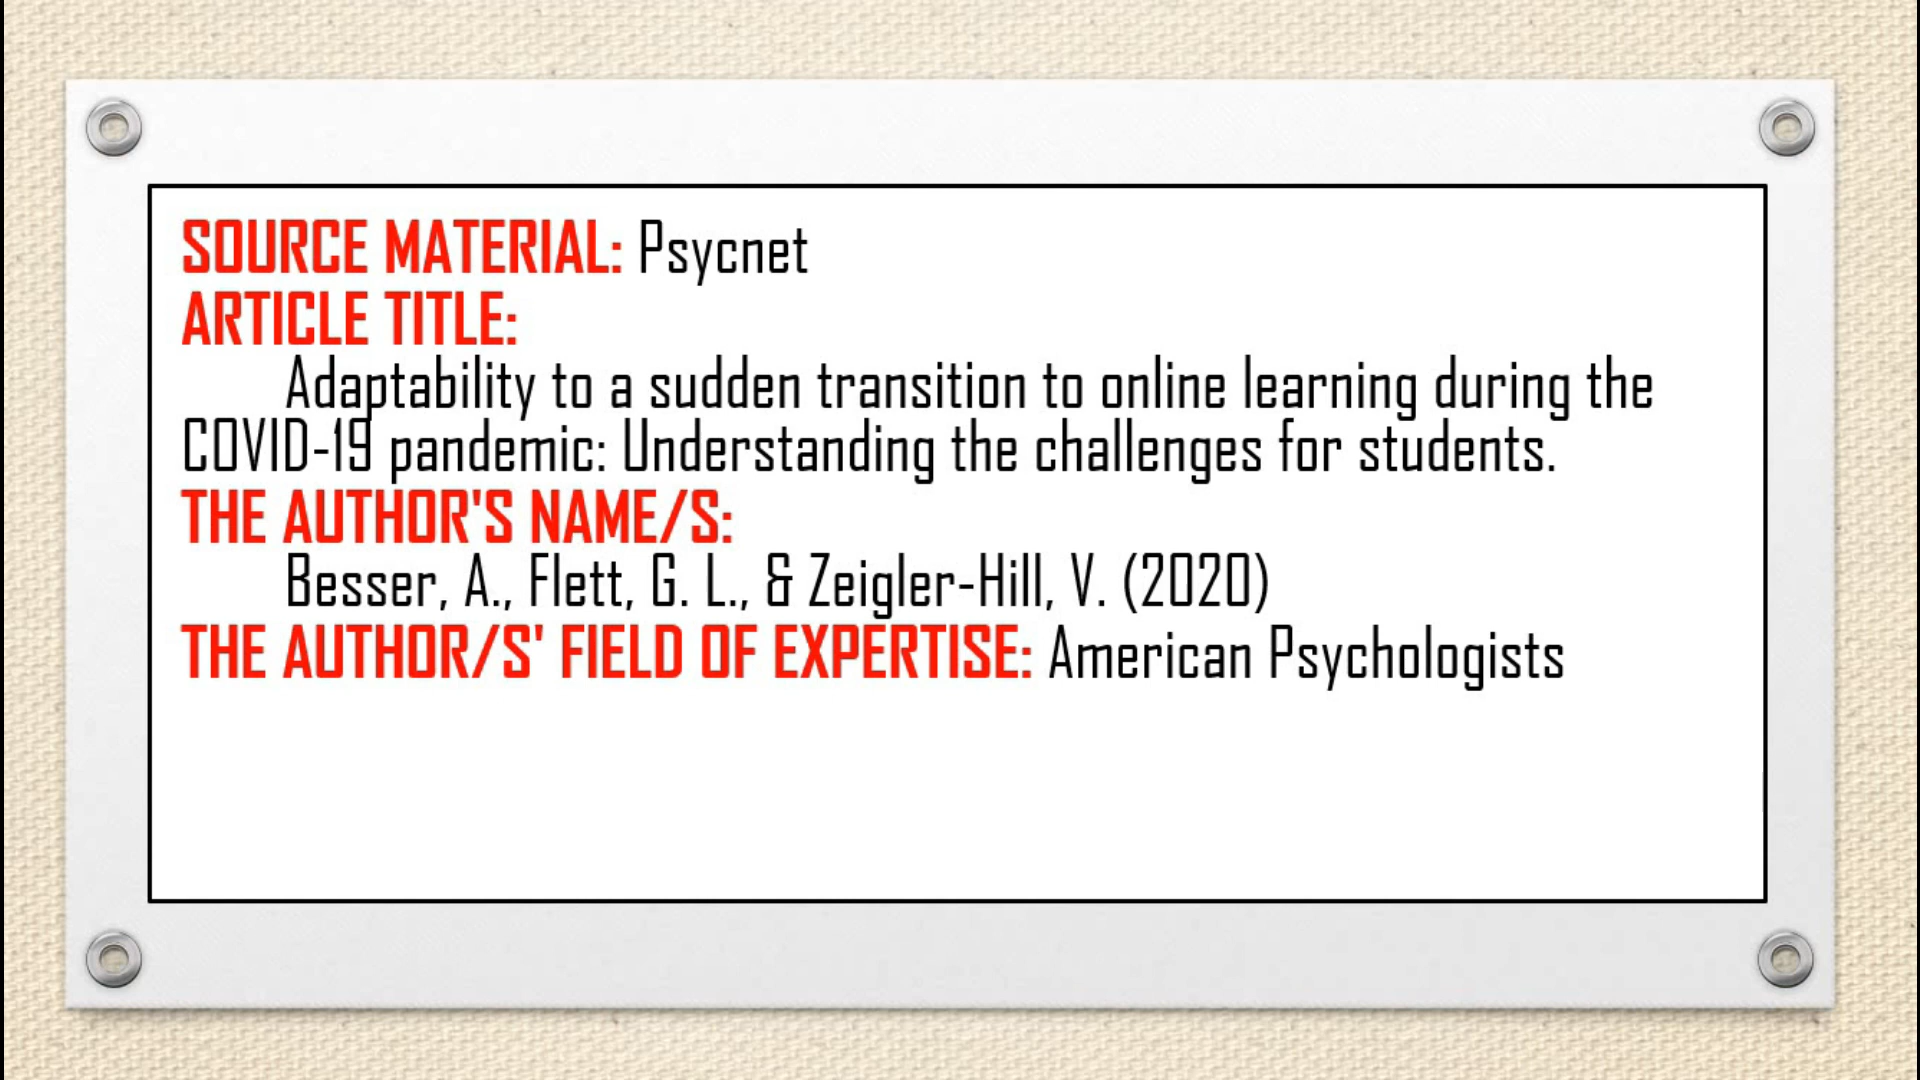 SOURCE MATERIAL: Psycnet
ARTICLE TITLE:
Adaptability to a sudden transition to online learning during the
COVID-19 pandemic: Understanding the challenges for students.
THE AUTHOR'S NAME/S:
Besser, A., Flett, G. L., & Zeigler-Hill, V. (2020)
THE AUTHOR/S' FIELD OF EXPERTISE: American Psychologists